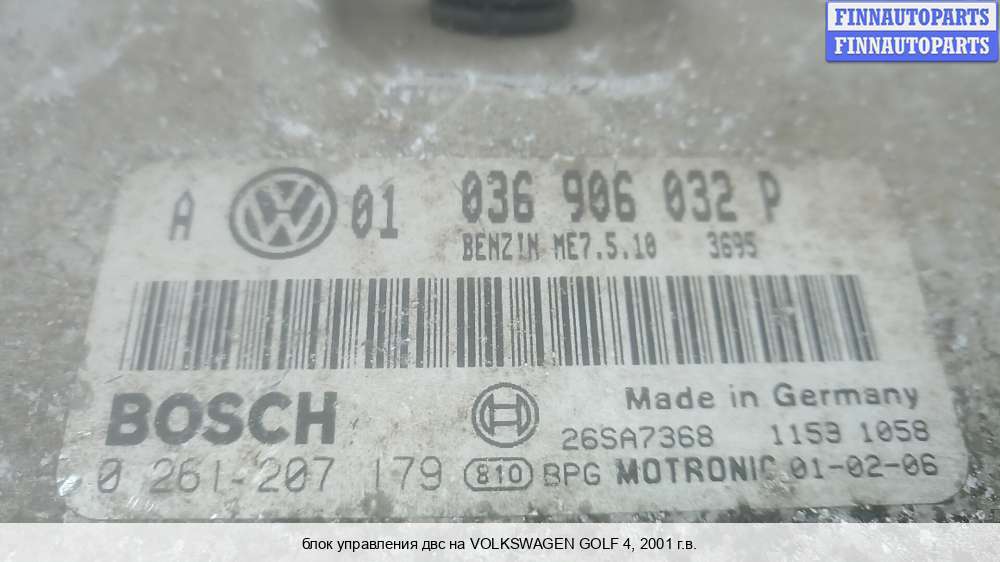 FINNAUTOPARTS
FINNAUTOPARTS
A VW 01 036 906 032 P
BENZIN ME7.5.10 3695
BOSCH
Made in Germany
26SA7368 1153 1058
0 261 207 179 810 BPG MOTRONIC 01-02-06
блок управления двс на VOLKSWAGEN GOLF 4, 2001 г.в.